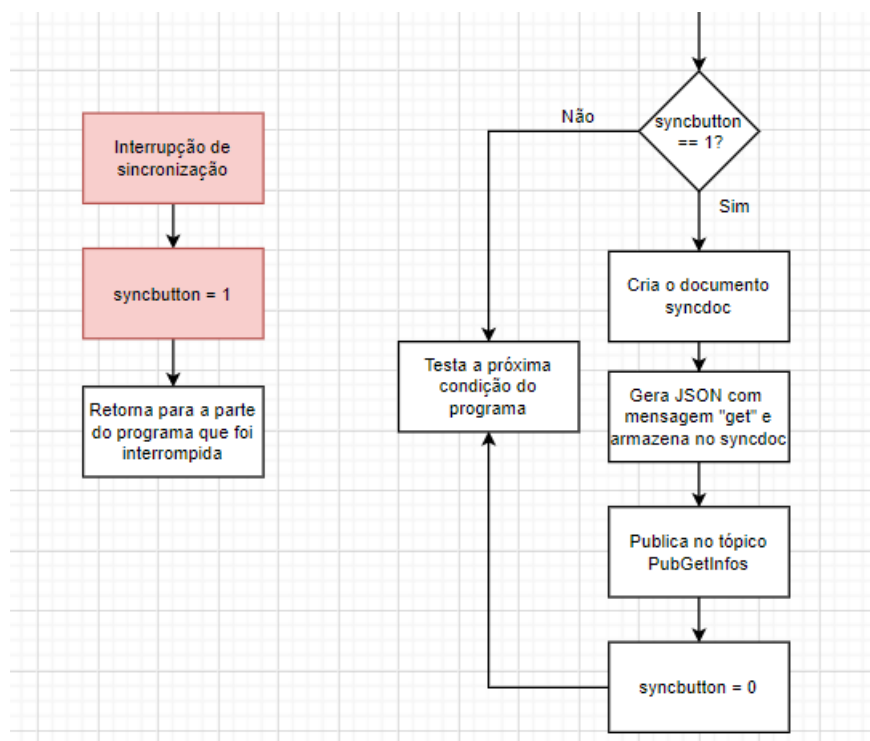 Interrupção de
sincronização
syncbutton = 1
Retorna para a parte
do programa que foi
interrompida
syncbutton
== 1?
Não
Sim
Cria o documento
syncdoc
Gera JSON com
mensagem "get" e
armazena no syncdoc
Publica no tópico
PubGetInfos
syncbutton = 0
Testa a próxima
condição do
programa